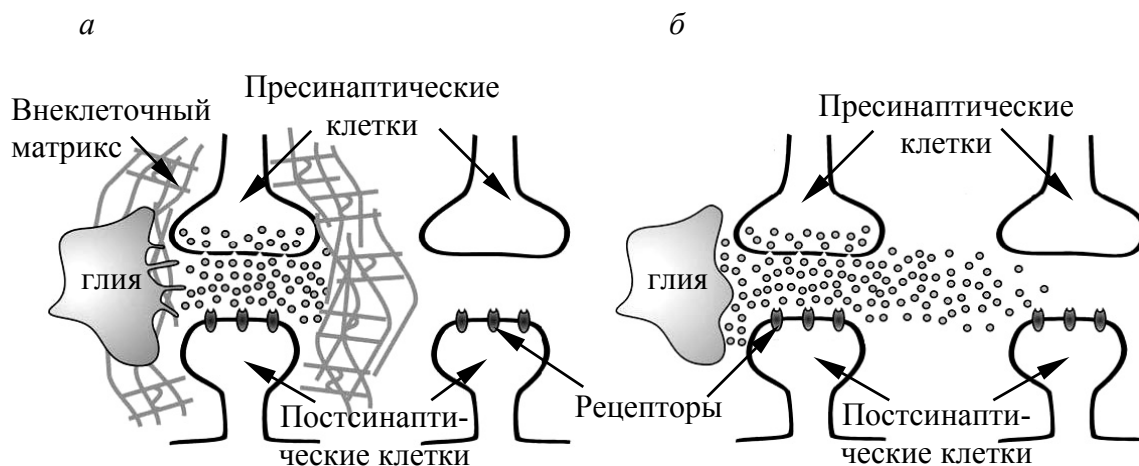 а
Внеклеточный
матрикс
Пресинаптические
клетки
глия
Постсинапти-
ческие клетки
Рецепторы
б
Пресинаптические
клетки
глия
Постсинапти-
ческие клетки